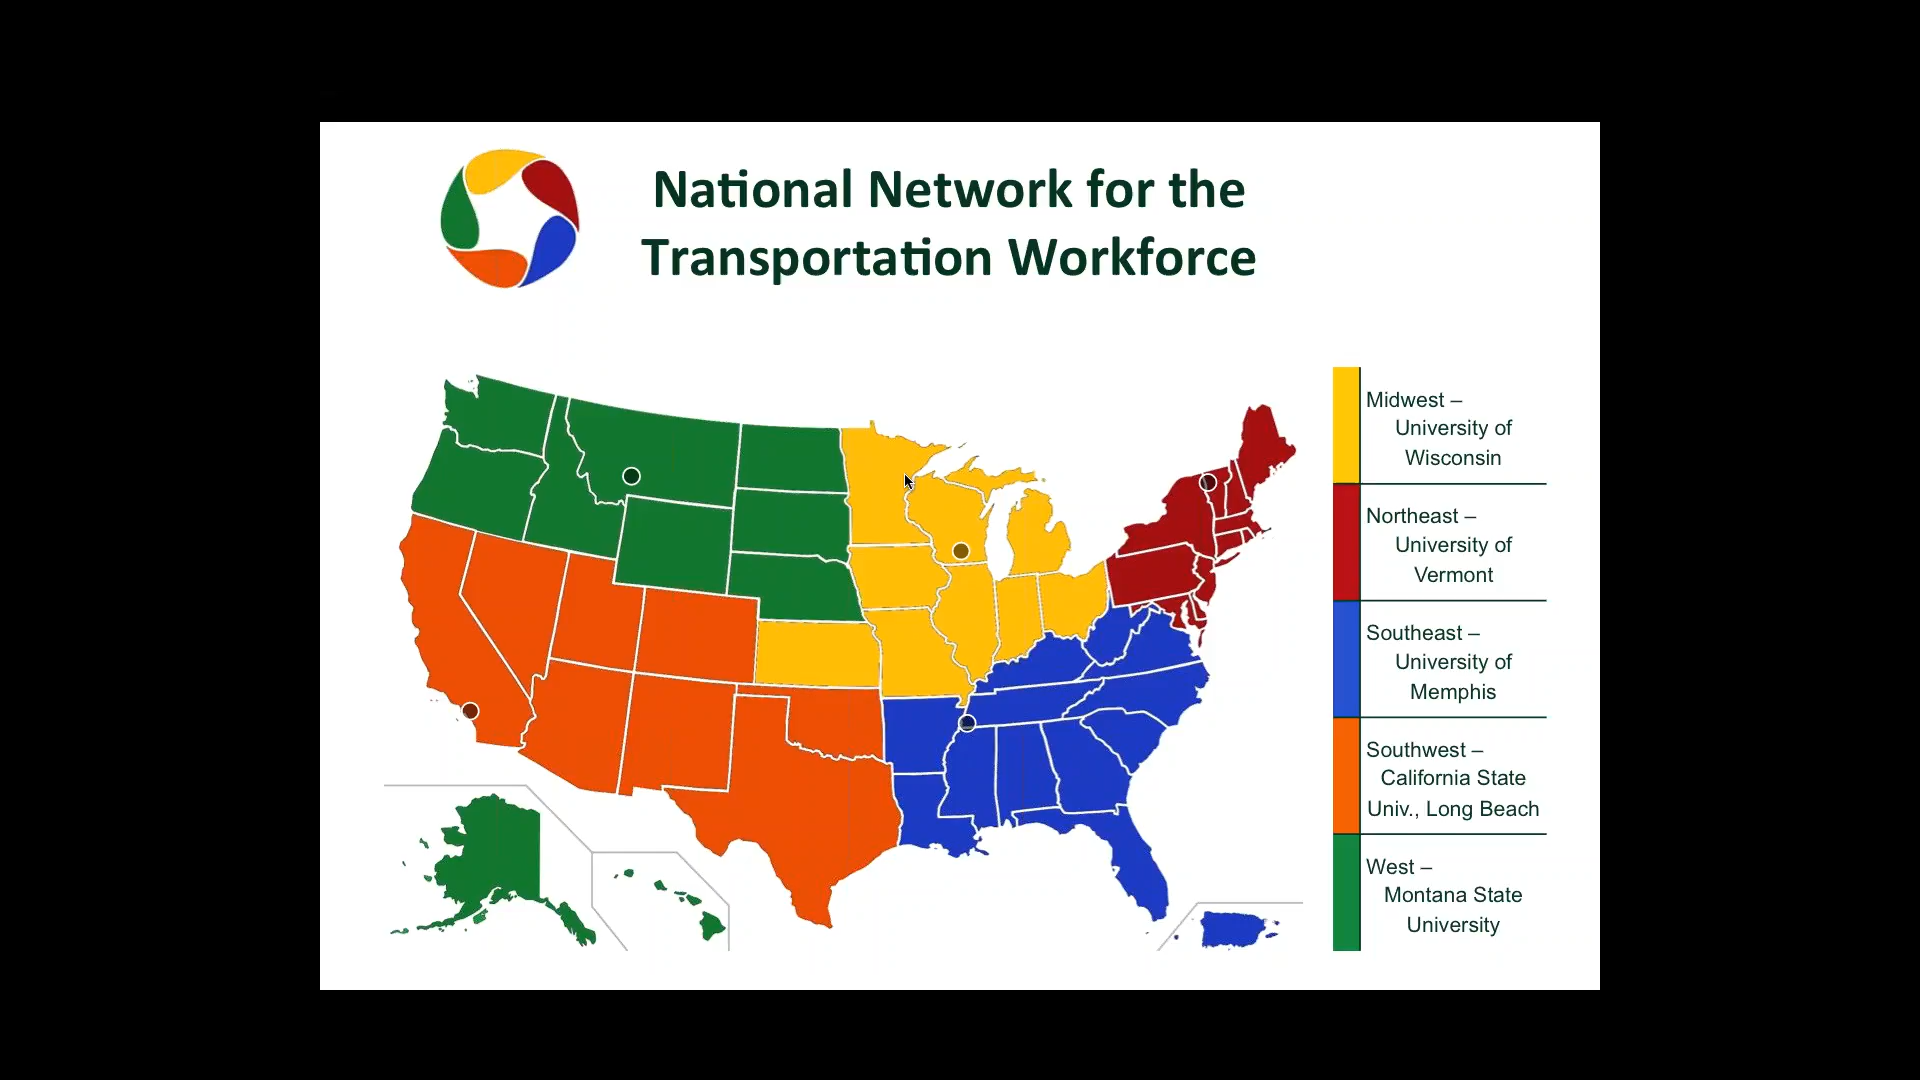 National Network for the
Transportation Workforce
Midwest –
University of
Wisconsin
Northeast –
University of
Vermont
Southeast –
University of
Memphis
Southwest –
California State
Univ., Long Beach
West –
Montana State
University